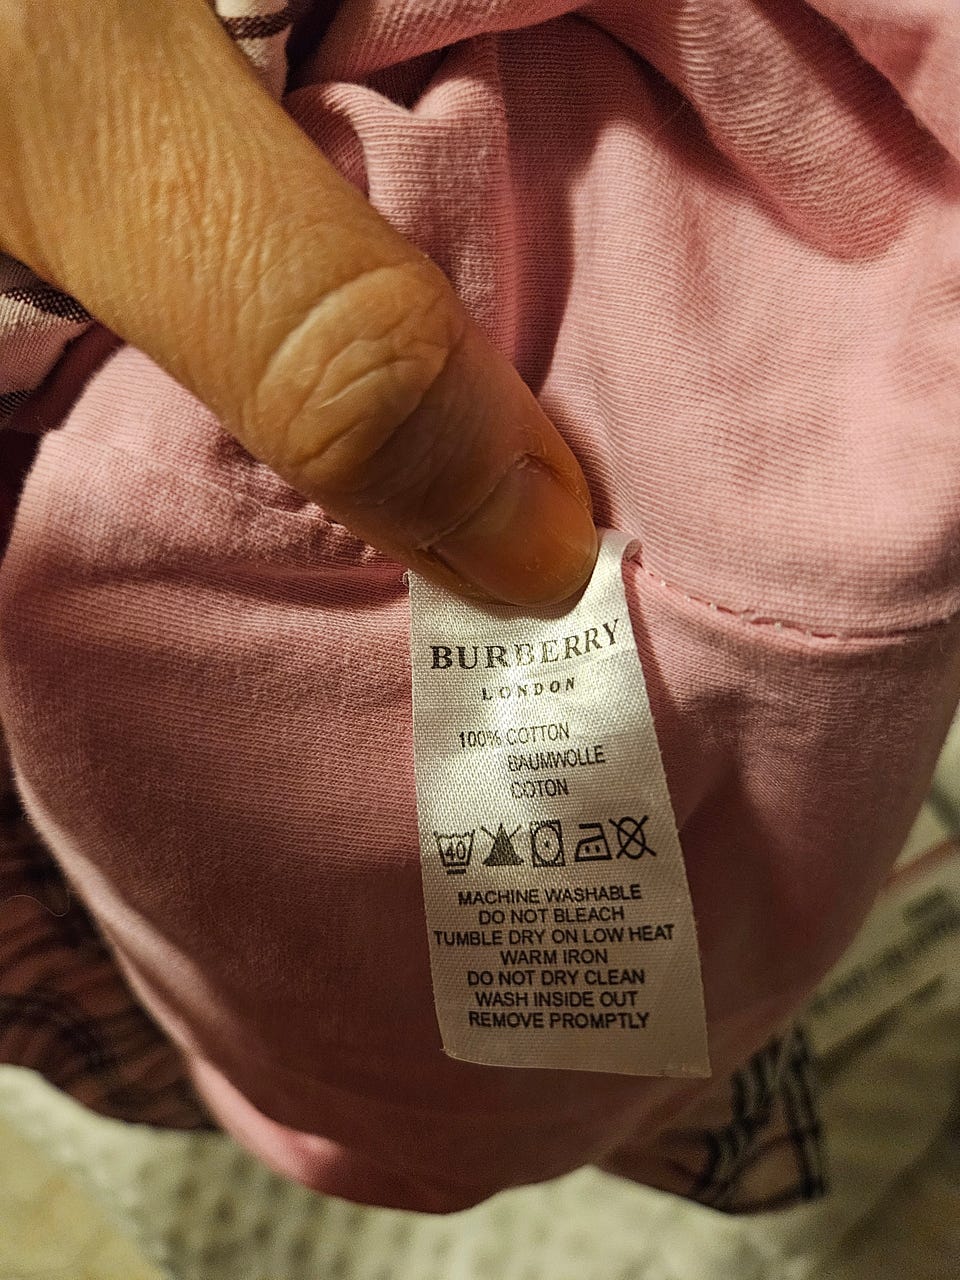 BURBERRY
LONDON
100% COTTON
BAUMWOLLE
COTON
40
MACHINE WASHABLE
DO NOT BLEACH
TUMBLE DRY ON LOW HEAT
WARM IRON
DO NOT DRY CLEAN
WASH INSIDE OUT
REMOVE PROMPTLY